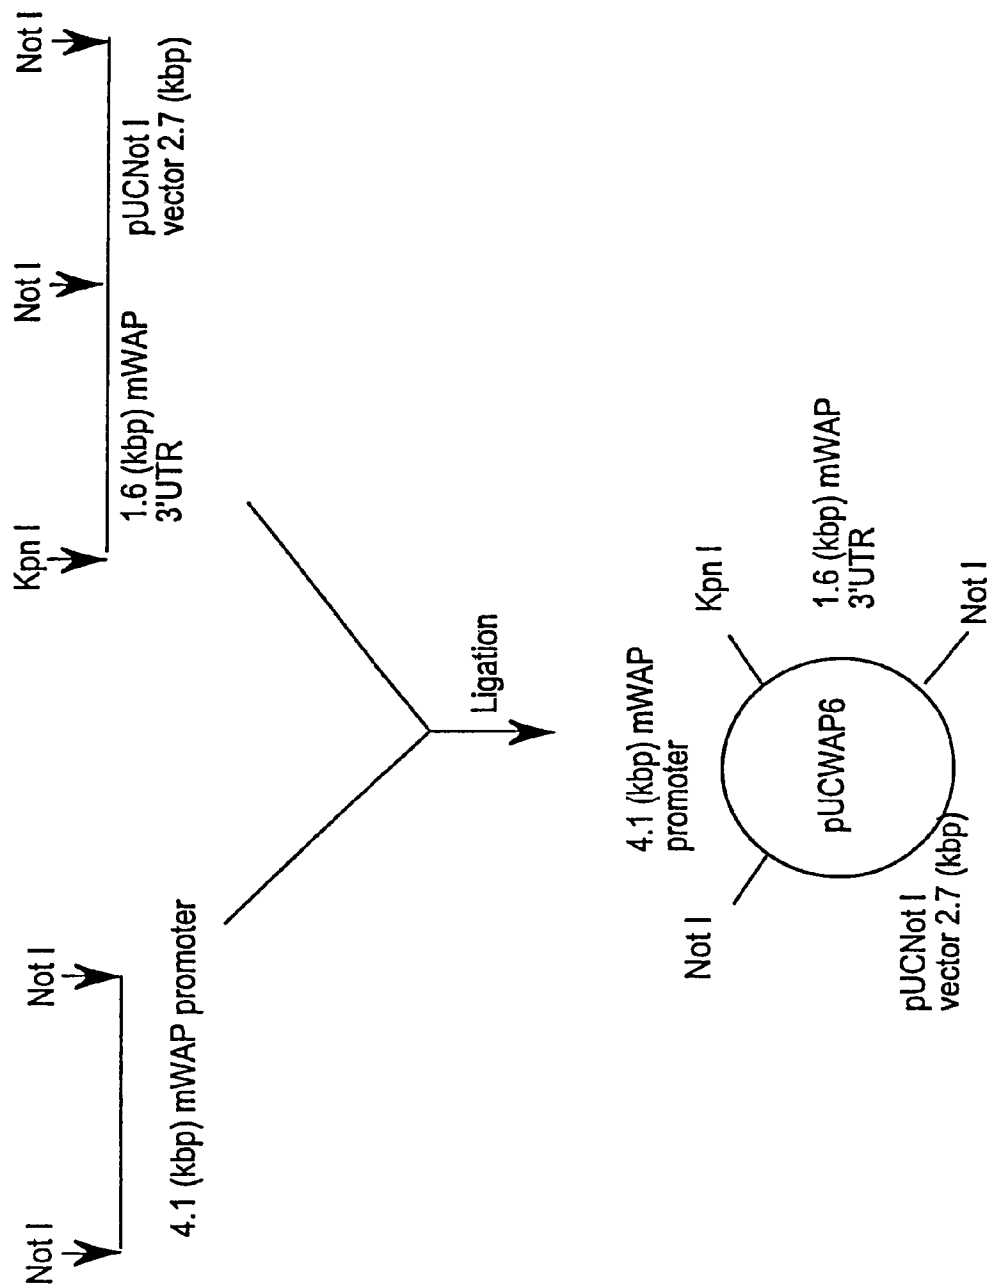 Not I
Not I
4.1 (kbp) mWAP promoter
Kpn I
Not I
Not I
1.6 (kbp) mWAP
3'UTR
pUCNot I
vector 2.7 (kbp)
Ligation
4.1 (kbp) mWAP
promoter
Not I
Kpn I
pUCWAP6
1.6 (kbp) mWAP
3'UTR
pUCNot I
vector 2.7 (kbp)
Not I